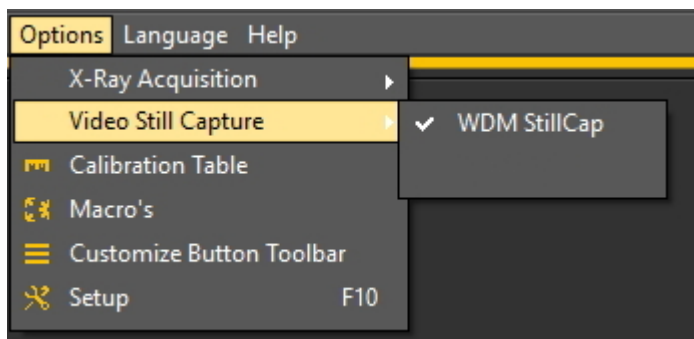 Options Language Help
X-Ray Acquisition
Video Still Capture
WDM StillCap
Calibration Table
Macro's
Customize Button Toolbar
Setup F10